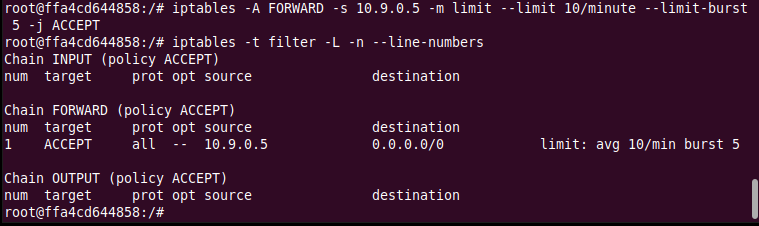 root@ffa4cd644858:/# iptables -A FORWARD -s 10.9.0.5 -m limit --limit 10/minute --limit-burst
 5 -j ACCEPT
root@ffa4cd644858:/# iptables -t filter -L -n --line-numbers
Chain INPUT (policy ACCEPT)
num  target     prot opt source               destination

Chain FORWARD (policy ACCEPT)
num  target     prot opt source               destination
1    ACCEPT     all  --  10.9.0.5             0.0.0.0/0            limit: avg 10/min burst 5

Chain OUTPUT (policy ACCEPT)
num  target     prot opt source               destination
root@ffa4cd644858:/#